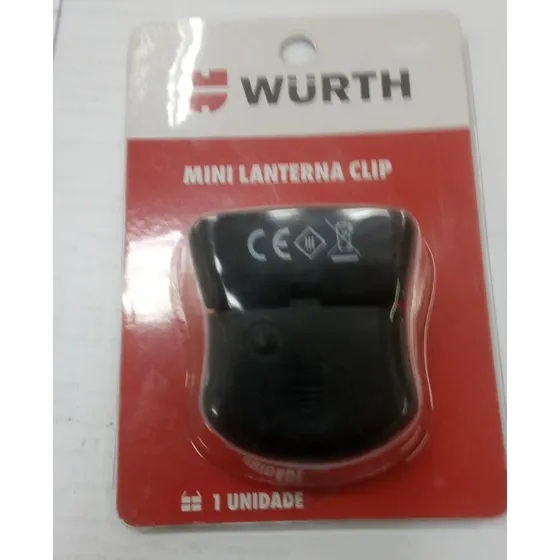 WÜRTH
MINI LANTERNA CLIP
CE
1 UNIDADE